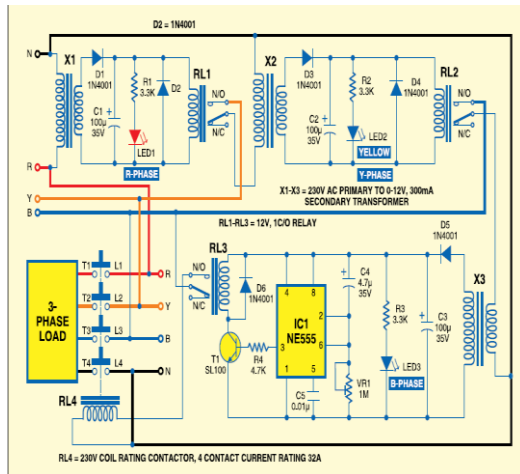 D2 = 1N4001
N
X1
D1
1N4001
R1
3.3K
D2
RL1
N/O
N/C
C1
100µ
35V
LED1
R-PHASE
X2
D3
1N4001
R2
3.3K
D4
1N4001
RL2
N/O
N/C
C2
100µ
35V
LED2
YELLOW
Y-PHASE
R
Y
B
X1-X3 = 230V AC PRIMARY TO 0-12V, 300mA
SECONDARY TRANSFORMER
RL1-RL3 = 12V, 1C/O RELAY
3-
PHASE
LOAD
T1 L1 R
T2 L2 Y
T3 L3 B
T4 L4 N
RL4
RL3
N/O
N/C
D6
1N4001
T1
SL100
R4
4.7K
IC1
NE555
4
8
3
2
6
1
5
C5
0.01µ
C4
4.7µ
35V
VR1
1M
R3
3.3K
LED3
B-PHASE
C3
100µ
35V
D5
1N4001
X3
RL4 = 230V COIL RATING CONTACTOR, 4 CONTACT CURRENT RATING 32A